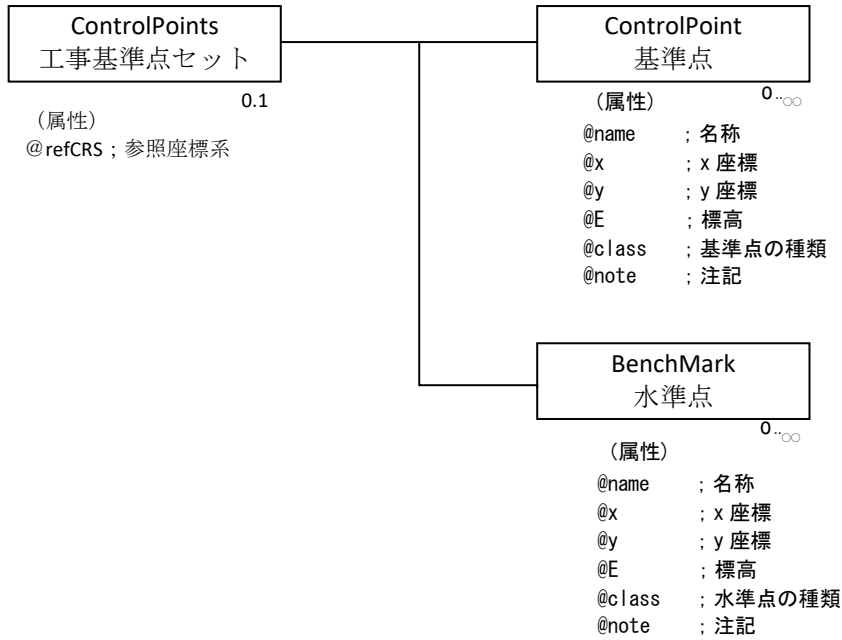 ControlPoints
工事基準点セット
0.1
（属性）
＠refCRS；参照座標系
ControlPoint
基準点
0..○○
（属性）
@name ；名称
@x ；x 座標
@y ；y 座標
@E ；標高
@class ；基準点の種類
@note ；注記
BenchMark
水準点
0..○○
（属性）
@name ；名称
@x ；x 座標
@y ；y 座標
@E ；標高
@class ；水準点の種類
@note ；注記